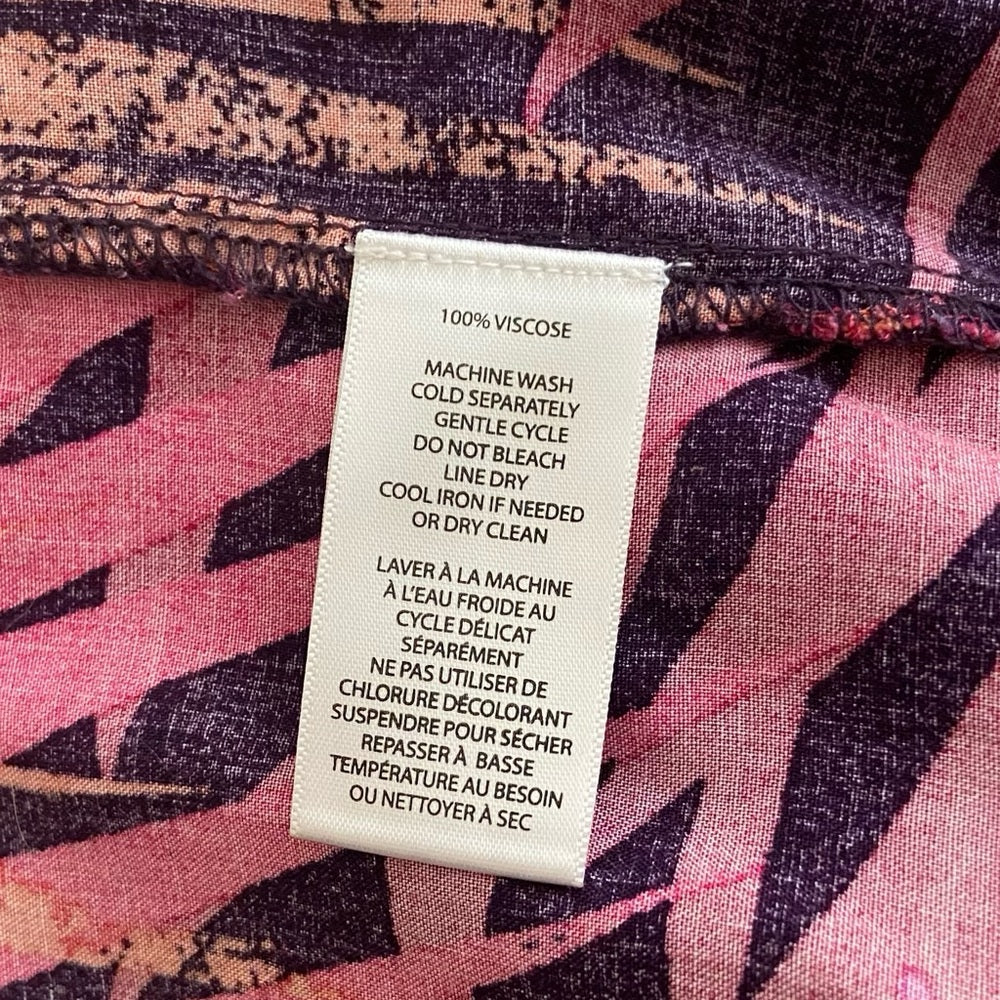 100% VISCOSE
MACHINE WASH
COLD SEPARATELY
GENTLE CYCLE
DO NOT BLEACH
LINE DRY
COOL IRON IF NEEDED
OR DRY CLEAN
LAVER À LA MACHINE
À L'EAU FROIDE AU
CYCLE DÉLICAT
SÉPARÉMENT
NE PAS UTILISER DE
CHLORURE DÉCOLORANT
SUSPENDRE POUR SÉCHER
REPASSER À BASSE
TEMPÉRATURE AU BESOIN
OU NETTOYER À SEC